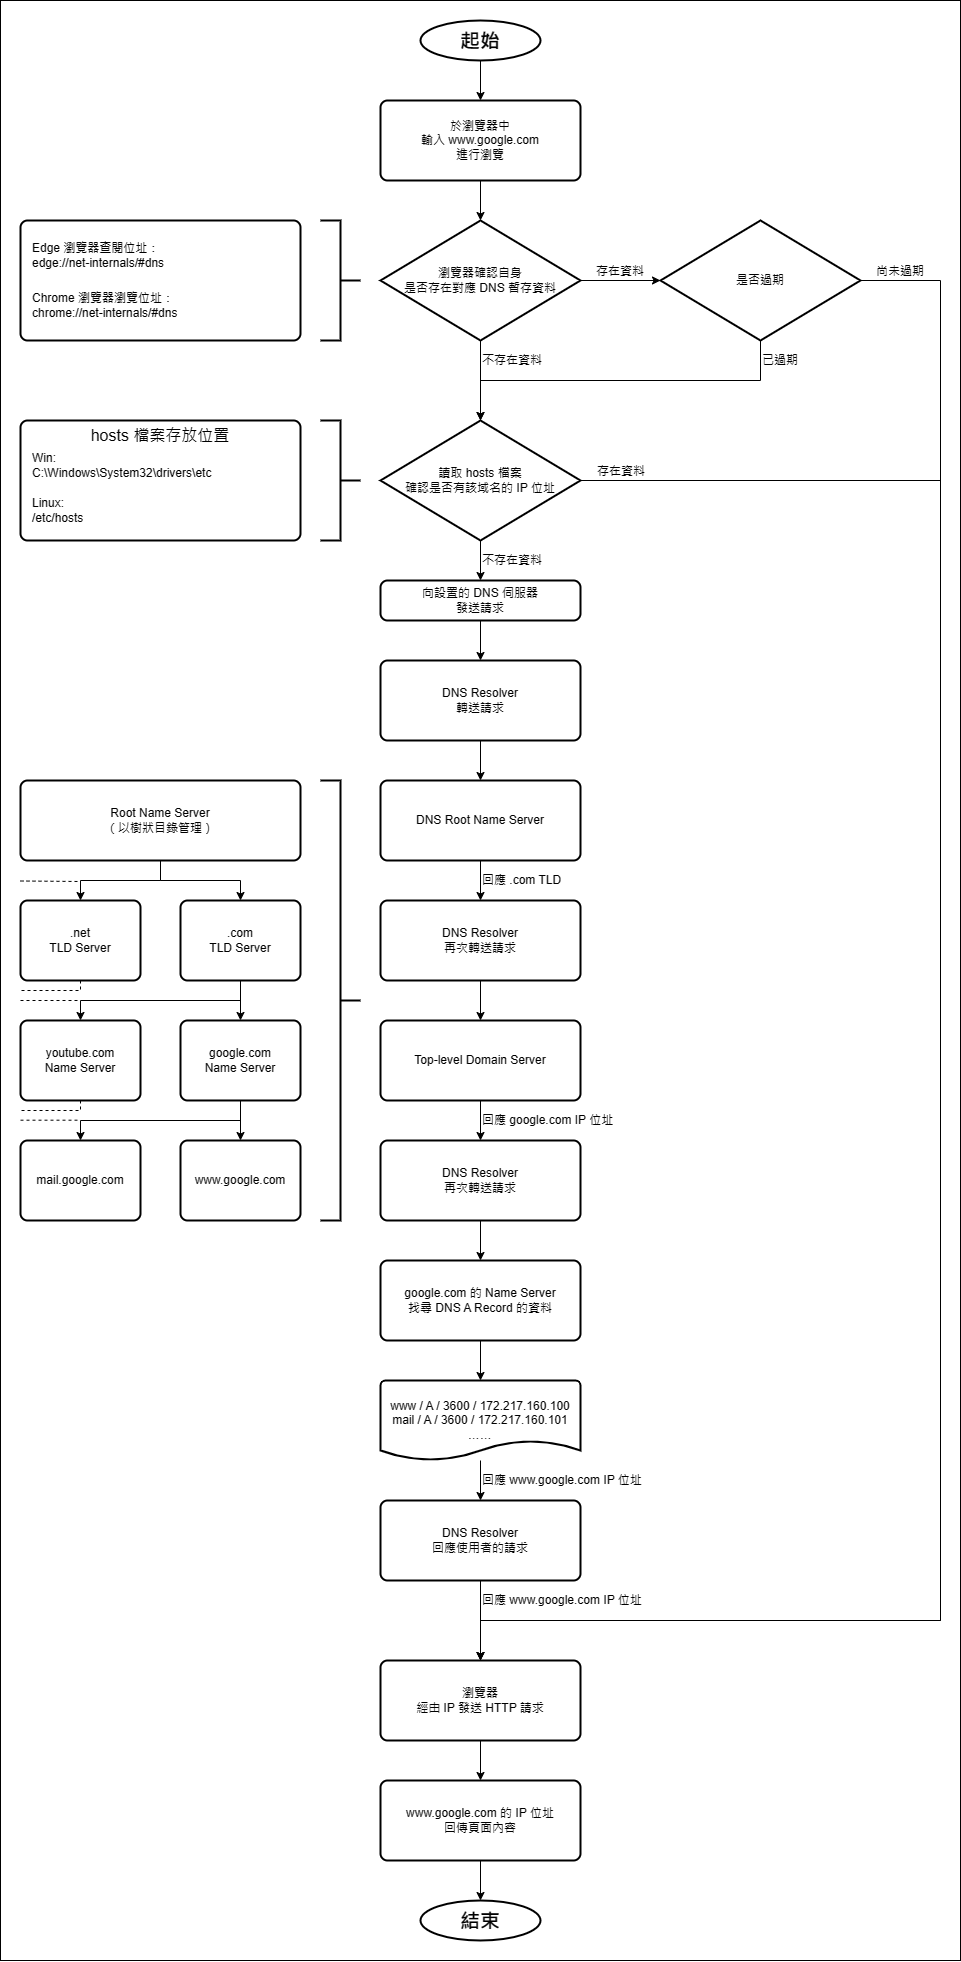 起始
於瀏覽器中
輸入 www.google.com
進行瀏覽
Edge 瀏覽器查閱位址：
edge://net-internals/#dns
Chrome 瀏覽器瀏覽位址：
chrome://net-internals/#dns
瀏覽器確認自身
是否存在對應 DNS 暫存資料
存在資料
是否過期
尚未過期
不存在資料
已過期
hosts 檔案存放位置
Win:
C:\Windows\System32\drivers\etc
Linux:
/etc/hosts
讀取 hosts 檔案
確認是否有該域名的 IP 位址
存在資料
不存在資料
向設置的 DNS 伺服器
發送請求
DNS Resolver
轉送請求
Root Name Server
（以樹狀目錄管理）
DNS Root Name Server
回應 .com TLD
.net
TLD Server
.com
TLD Server
DNS Resolver
再次轉送請求
youtube.com
Name Server
google.com
Name Server
Top-level Domain Server
回應 google.com IP 位址
mail.google.com
www.google.com
DNS Resolver
再次轉送請求
google.com 的 Name Server
找尋 DNS A Record 的資料
www / A / 3600 / 172.217.160.100
mail / A / 3600 / 172.217.160.101
……
回應 www.google.com IP 位址
DNS Resolver
回應使用者的請求
回應 www.google.com IP 位址
瀏覽器
經由 IP 發送 HTTP 請求
www.google.com 的 IP 位址
回傳頁面內容
結束